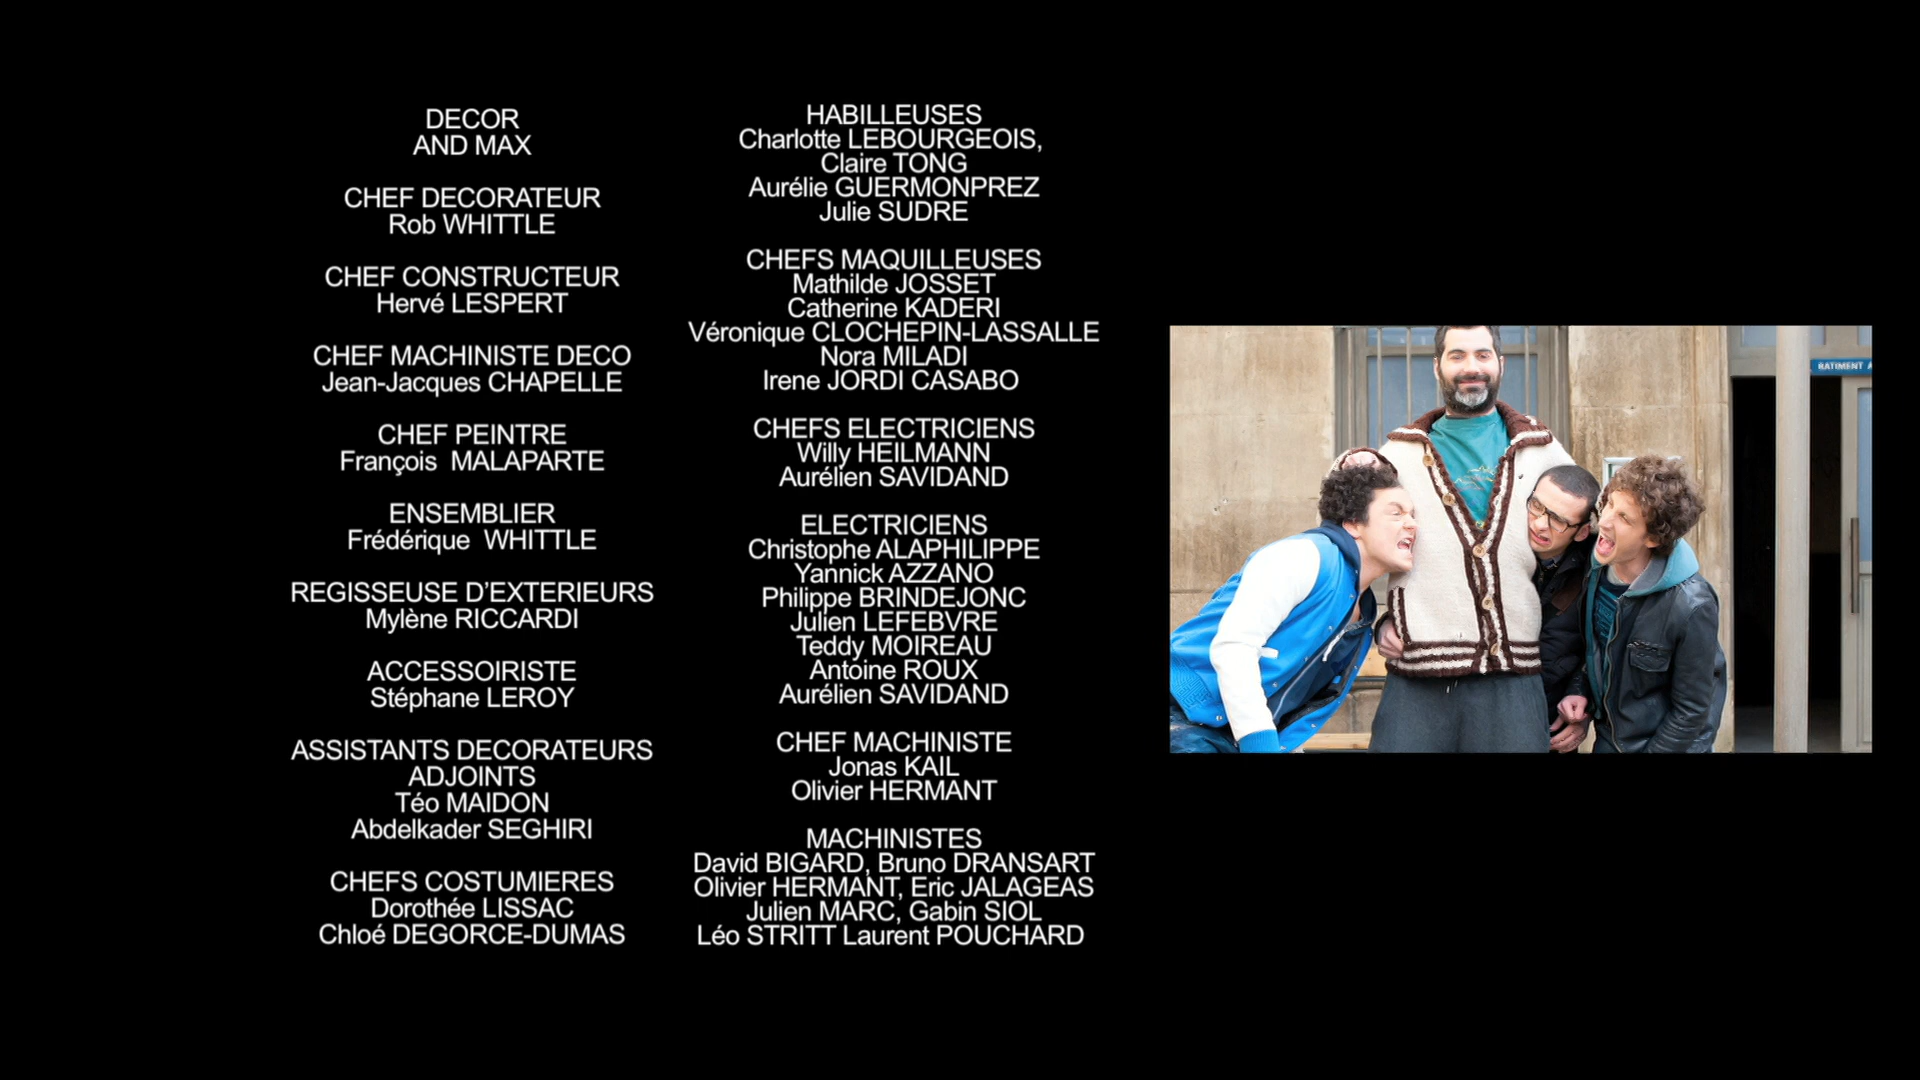 DECOR
AND MAX
CHEF DECORATEUR
Rob WHITTLE
CHEF CONSTRUCTEUR
Hervé LESPERT
CHEF MACHINISTE DECO
Jean-Jacques CHAPELLE
CHEF PEINTRE
François  MALAPARTE
ENSEMBLIER
Frédérique  WHITTLE
REGISSEUSE D’EXTERIEURS
Mylène RICCARDI
ACCESSOIRISTE
Stéphane LEROY
ASSISTANTS DECORATEURS
ADJOINTS
Téo MAIDON
Abdelkader SEGHIRI
CHEFS COSTUMIERES
Dorothée LISSAC
Chloé DEGORCE-DUMAS
HABILLEUSES
Charlotte LEBOURGEOIS,
Claire TONG
Aurélie GUERMONPREZ
Julie SUDRE
CHEFS MAQUILLEUSES
Mathilde JOSSET
Catherine KADERI
Véronique CLOCHEPIN-LASSALLE
Nora MILADI
Irene JORDI CASABO
CHEFS ELECTRICIENS
Willy HEILMANN
Aurélien SAVIDAND
ELECTRICIENS
Christophe ALAPHILIPPE
Yannick AZZANO
Philippe BRINDEJONC
Julien LEFEBVRE
Teddy MOIREAU
Antoine ROUX
Aurélien SAVIDAND
CHEF MACHINISTE
Jonas KAIL
Olivier HERMANT
MACHINISTES
David BIGARD, Bruno DRANSART
Olivier HERMANT, Eric JALAGEAS
Julien MARC, Gabin SIOL
Léo STRITT Laurent POUCHARD
BATIMENT A